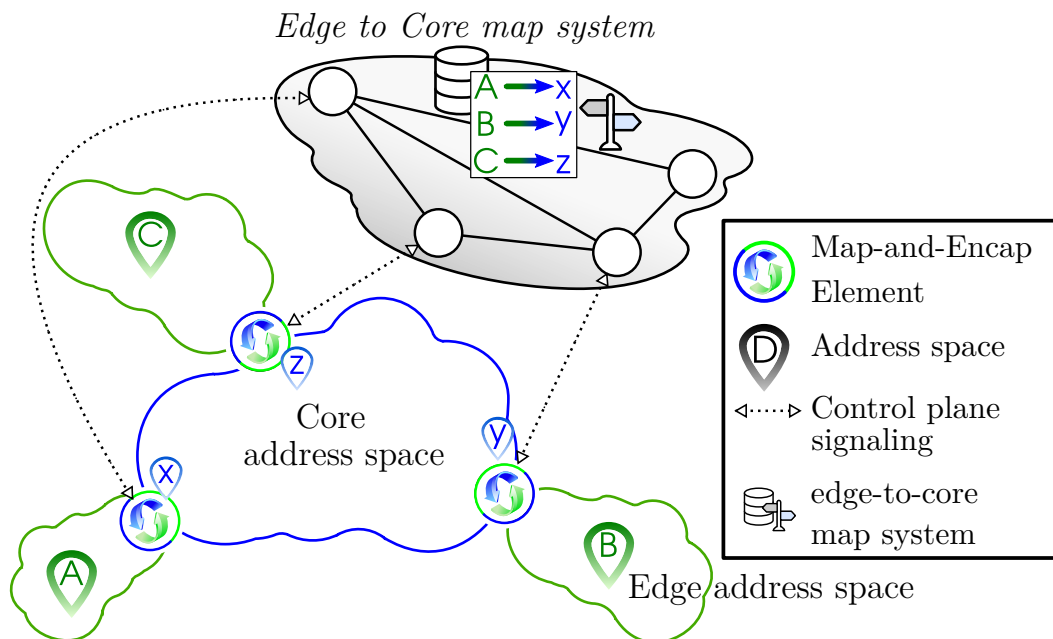 Edge to Core map system
A x
B y
C z
C
z
Core
address space
y
x
A
B
Edge address space
Map-and-Encap
Element
D
Address space
Control plane
signaling
edge-to-core
map system